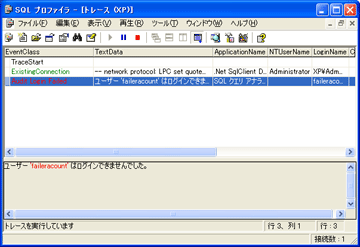 SQL プロファイラ - [トレース (XP)]
ファイル(F) 編集(E) 表示(V) 再生(R) ツール(T) ウィンドウ(W) ヘルプ(H)
EventClass TextData ApplicationName NTUserName LoginName C
TraceStart
ExistingConnection -- network protocol: LPC set quote... .Net SqlClient D... Administrator XP¥Adm...
Audit Login Failed ユーザー 'faileracount' はログインできま... SQL クエリ アナラ... faileraco...
ユーザー 'faileracount' はログインできませんでした。
トレースを実行しています 行 3、列 1 行 : 3
接続数 : 1